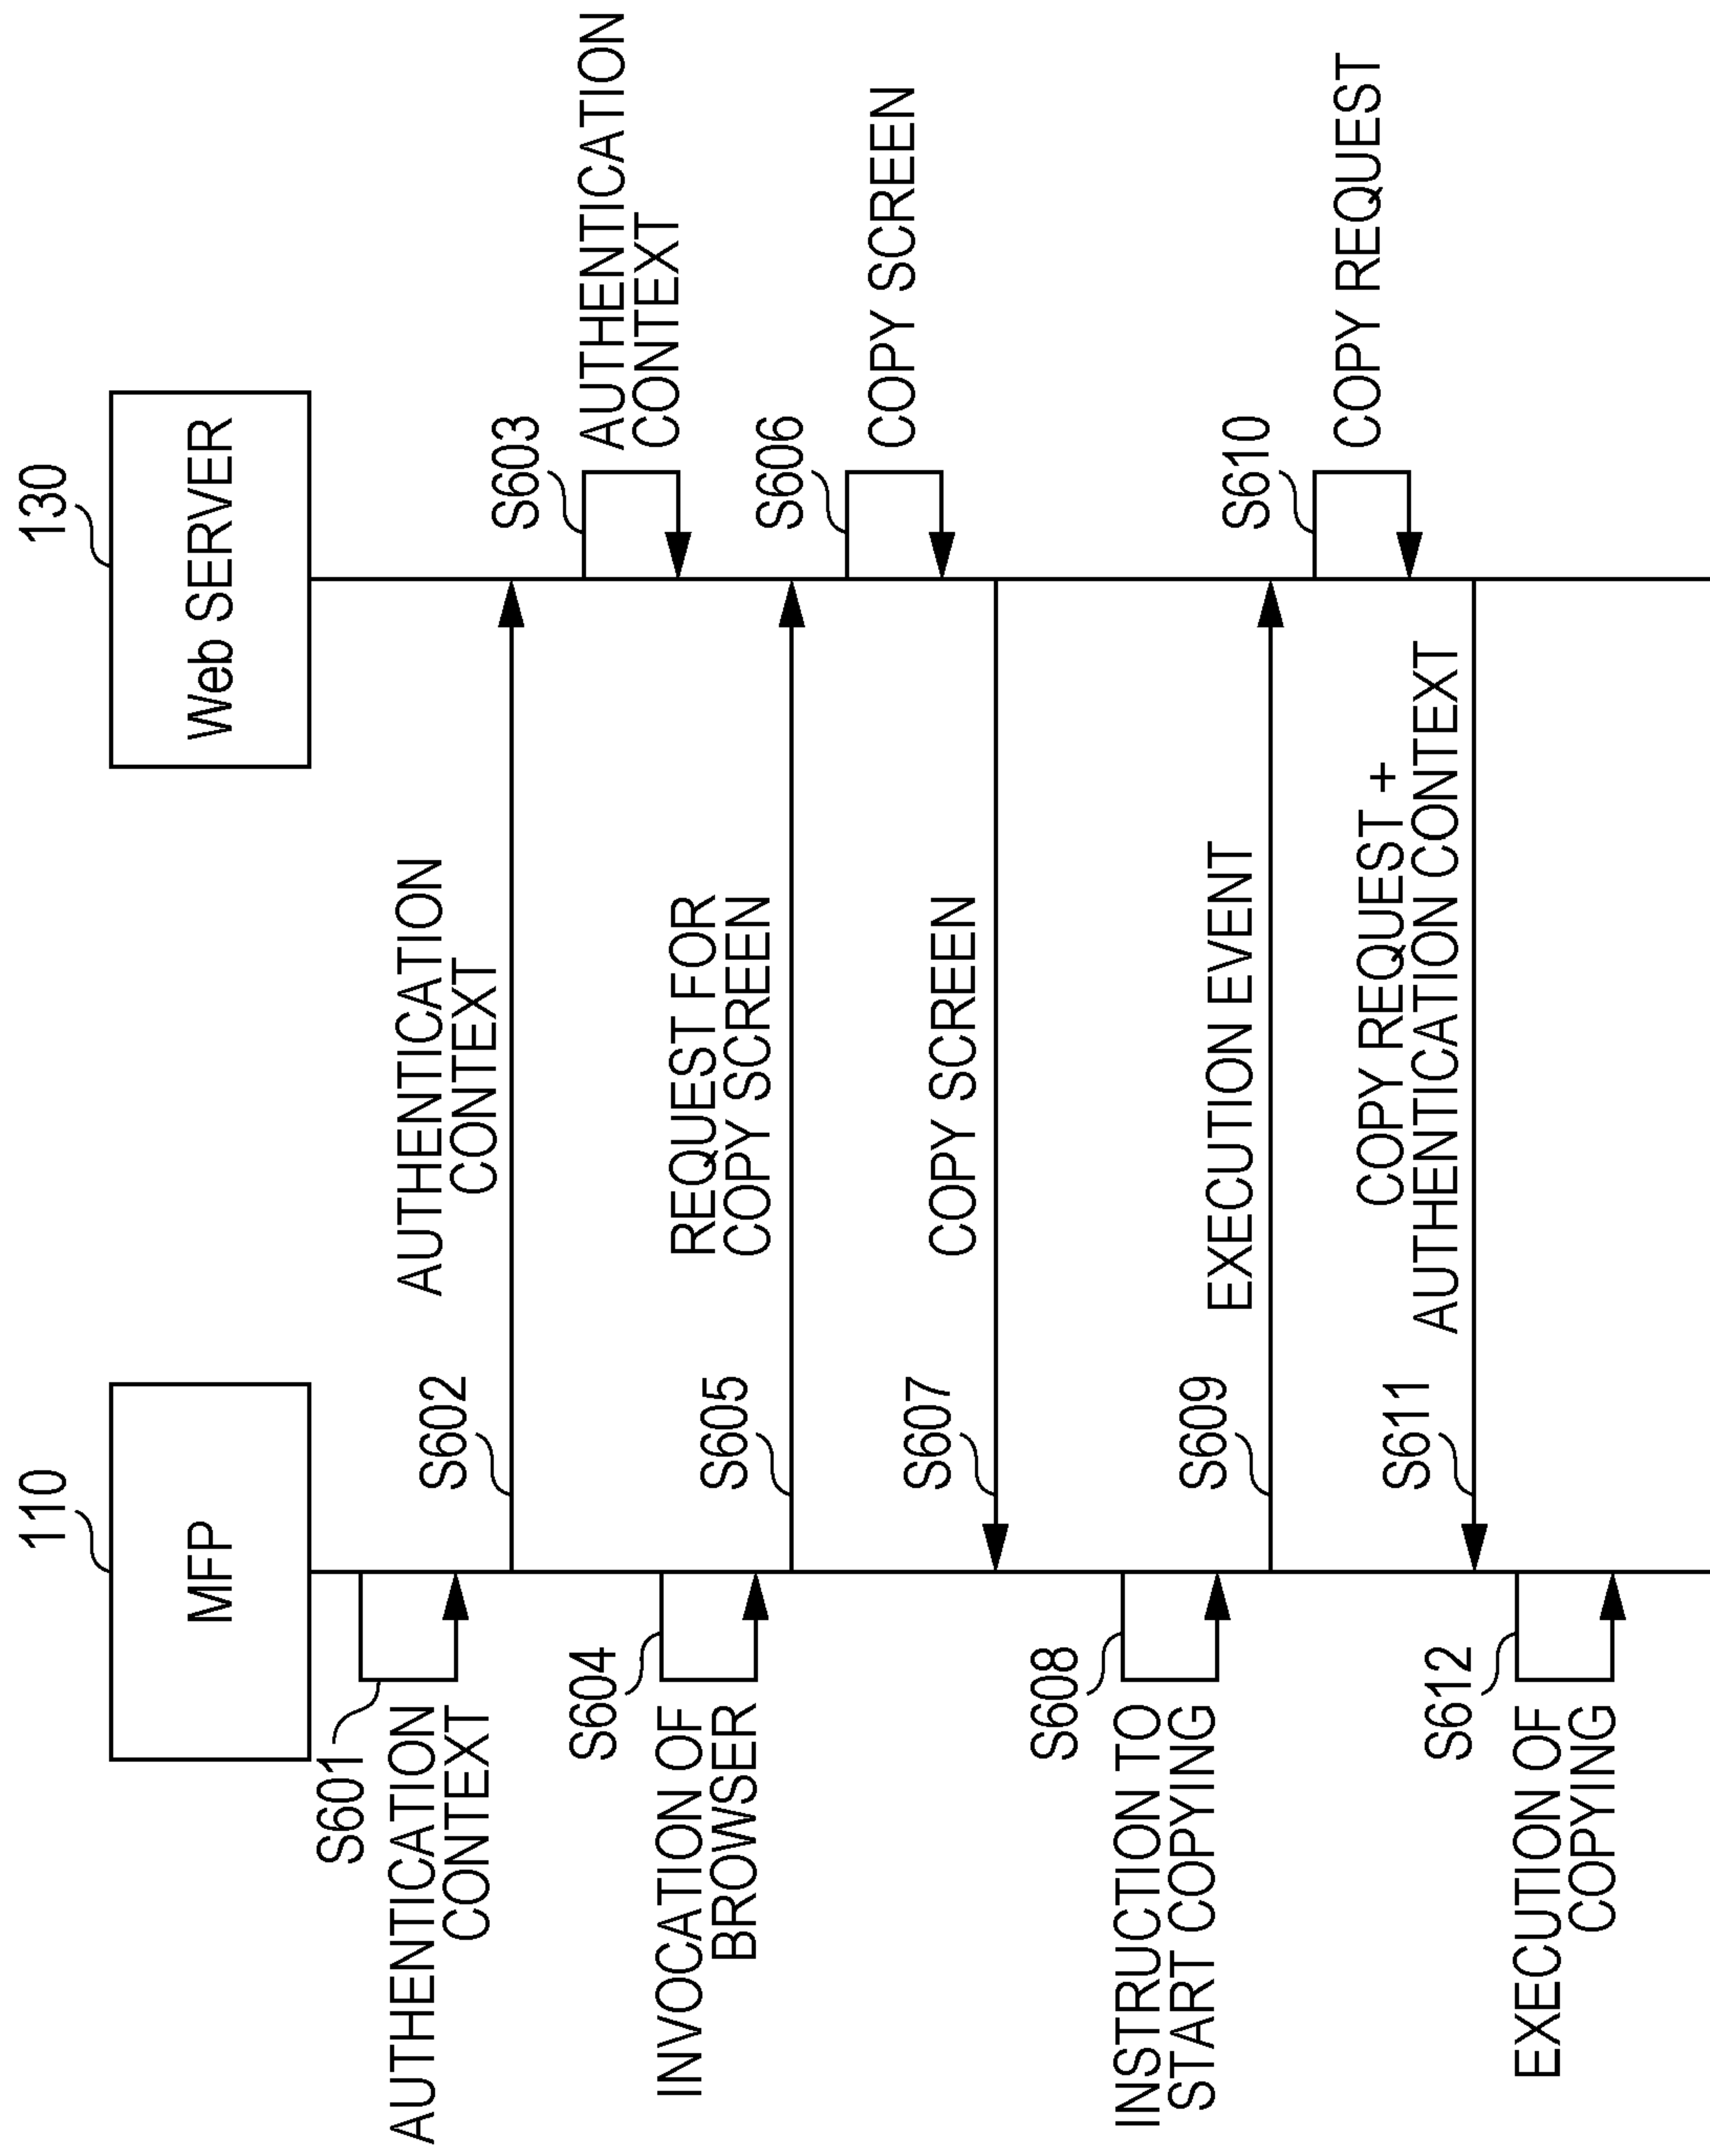 110
MFP
130
Web SERVER
S601
AUTHENTICATION
CONTEXT
S602
AUTHENTICATION
CONTEXT
S603
AUTHENTICATION
CONTEXT
S604
INVOCATION OF
BROWSER
S605
REQUEST FOR
COPY SCREEN
S606
COPY SCREEN
S607
COPY SCREEN
S608
INSTRUCTION TO
START COPYING
S609
EXECUTION EVENT
S610
COPY REQUEST
S611
COPY REQUEST +
AUTHENTICATION CONTEXT
S612
EXECUTION OF
COPYING